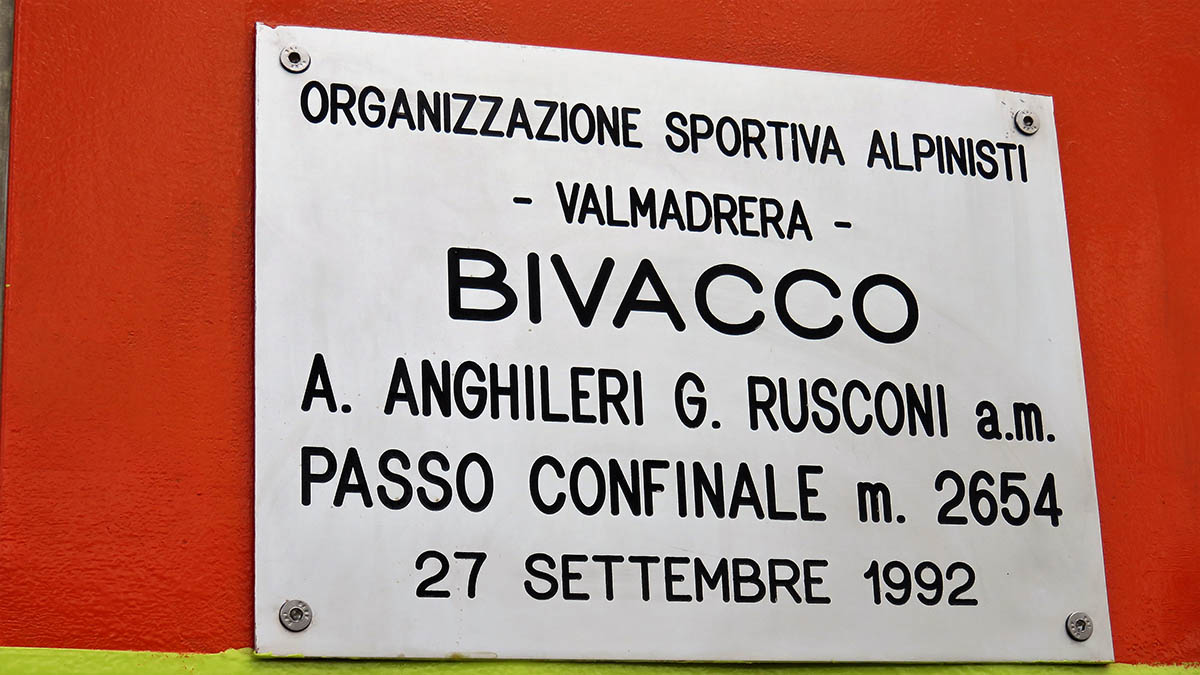 ORGANIZZAZIONE SPORTIVA ALPINISTI
- VALMADRERA -
BIVACCO
A. ANGHILERI G. RUSCONI a.m.
PASSO CONFINALE m. 2654
27 SETTEMBRE 1992